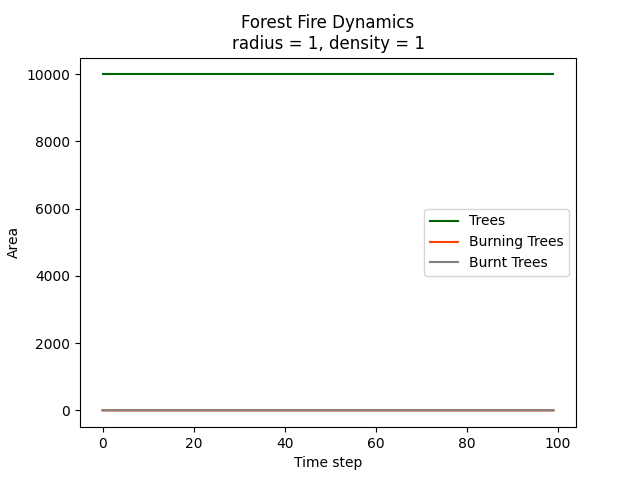 Forest Fire Dynamics
radius = 1, density = 1
10000
8000
6000
4000
2000
0
Area
Trees
Burning Trees
Burnt Trees
0 20 40 60 80 100
Time step